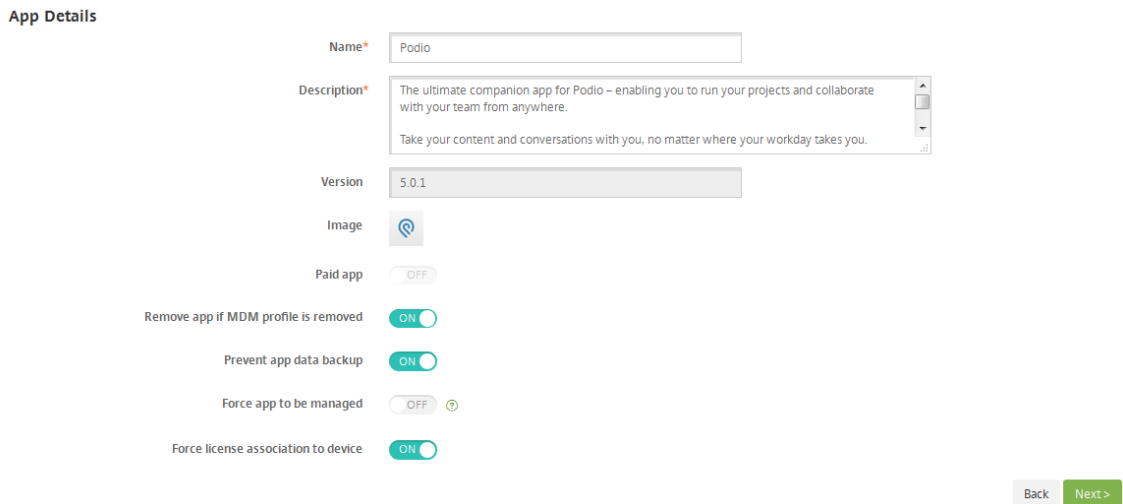 App Details
Name*
Podio
Description*
The ultimate companion app for Podio – enabling you to run your projects and collaborate
with your team from anywhere.
Take your content and conversations with you, no matter where your workday takes you.
Version
5.0.1
Image
Paid app
OFF
Remove app if MDM profile is removed
ON
Prevent app data backup
ON
Force app to be managed
OFF ?
Force license association to device
ON
Back
Next >